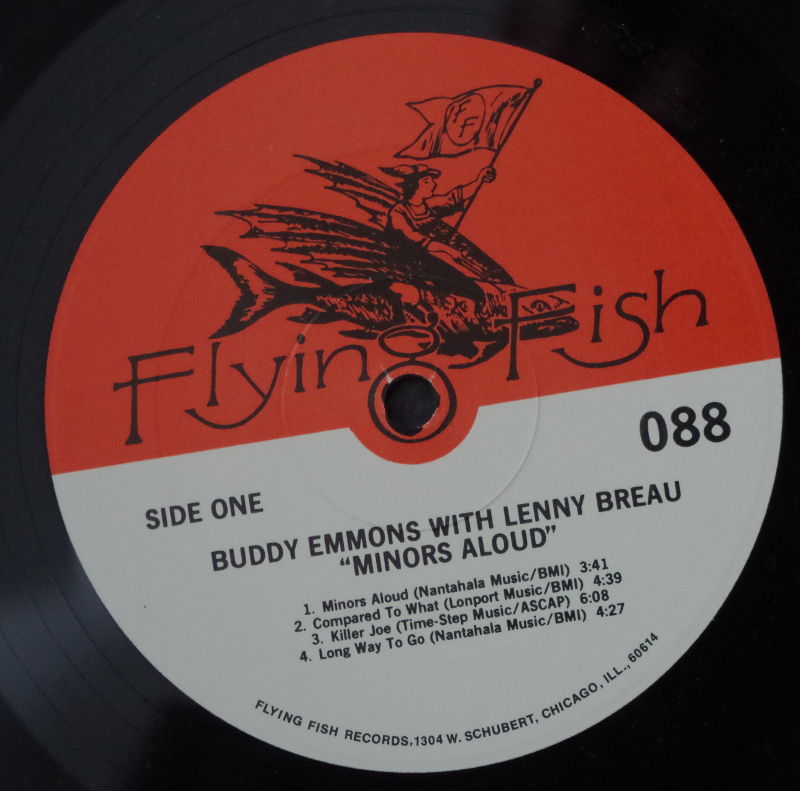 FF
Flying Fish
088
SIDE ONE
BUDDY EMMONS WITH LENNY BREAU
“MINORS ALOUD”
1. Minors Aloud (Nantahala Music/BMI) 3:41
2. Compared To What (Lonport Music/BMI) 4:39
3. Killer Joe (Time-Step Music/ASCAP) 6:08
4. Long Way To Go (Nantahala Music/BMI) 4:27
FLYING FISH RECORDS,1304 W. SCHUBERT, CHICAGO, ILL., 60614